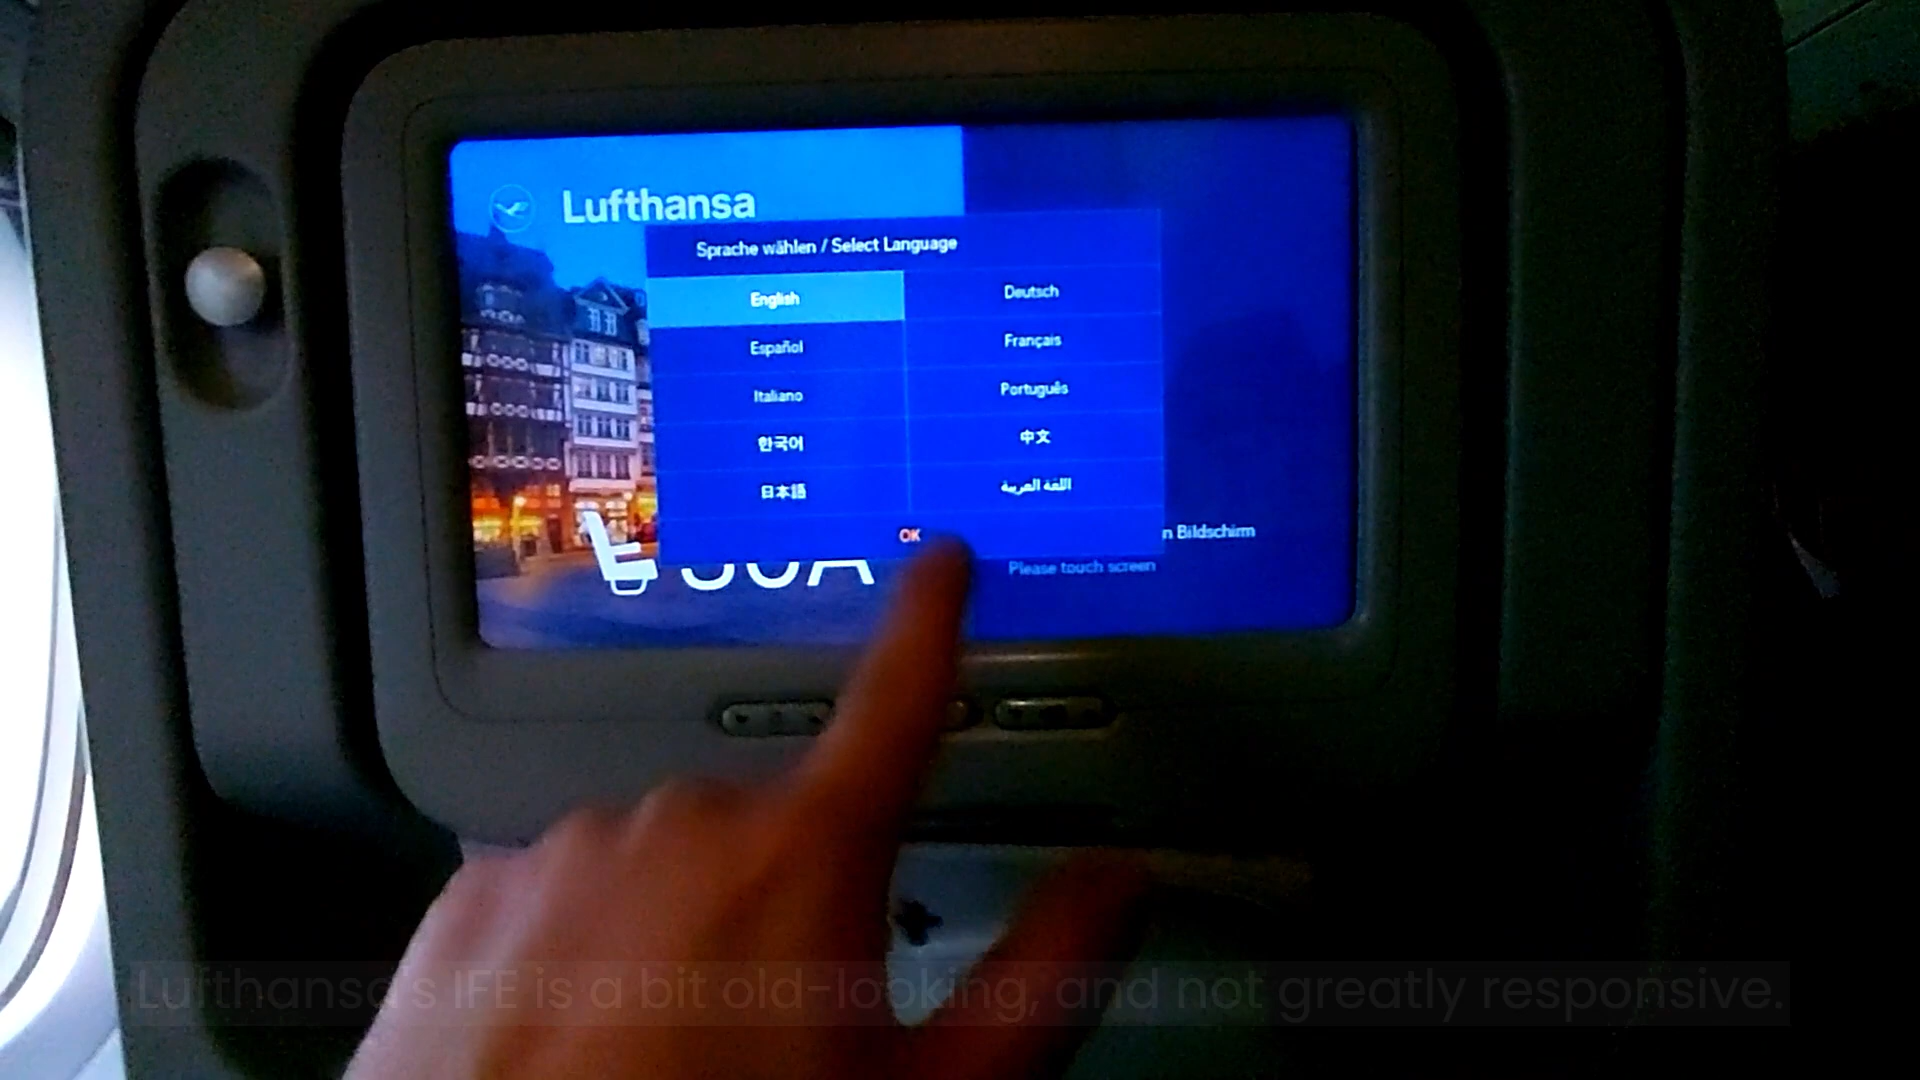 Lufthansa
Sprache wählen / Select Language
English
Deutsch
Español
Français
Italiano
Português
한국어
中文
日本語
اللغة العربية
OK
n Bildschirm
Please touch screen
Lufthansa's IFE is a bit old-looking, and not greatly responsive.